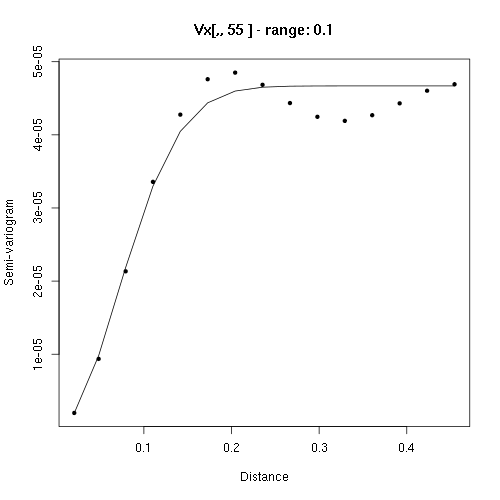 Vx[,, 55 ] - range: 0.1
5e-05
4e-05
3e-05
2e-05
1e-05
Semi-variogram
0.1 0.2 0.3 0.4
Distance